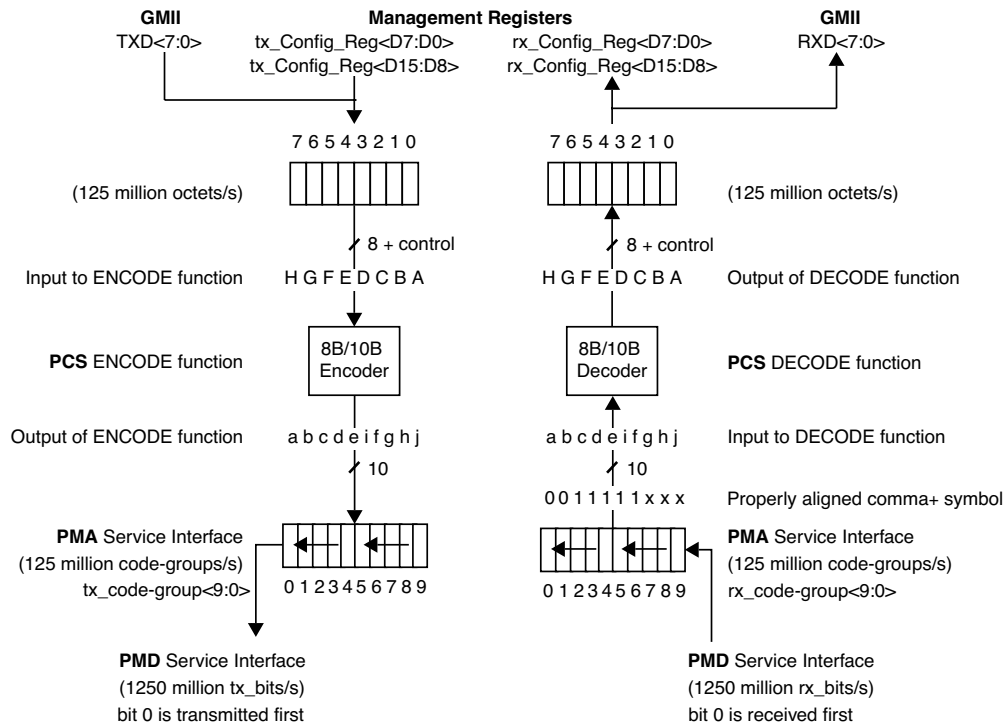 GMII
Management Registers
GMII
TXD<7:0>
tx_Config_Reg<D7:D0>
rx_Config_Reg<D7:D0>
RXD<7:0>
tx_Config_Reg<D15:D8>
rx_Config_Reg<D15:D8>
7 6 5 4 3 2 1 0
7 6 5 4 3 2 1 0
(125 million octets/s)
(125 million octets/s)
8 + control
8 + control
Input to ENCODE function
H G F E D C B A
H G F E D C B A
Output of DECODE function
PCS ENCODE function
8B/10B
Encoder
8B/10B
Decoder
PCS DECODE function
Output of ENCODE function
a b c d e i f g h j
a b c d e i f g h j
Input to DECODE function
10
10
0 0 1 1 1 1 1 x x x
Properly aligned comma+ symbol
PMA Service Interface
(125 million code-groups/s)
tx_code-group<9:0>
0 1 2 3 4 5 6 7 8 9
0 1 2 3 4 5 6 7 8 9
PMA Service Interface
(125 million code-groups/s)
rx_code-group<9:0>
PMD Service Interface
(1250 million tx_bits/s)
bit 0 is transmitted first
PMD Service Interface
(1250 million rx_bits/s)
bit 0 is received first